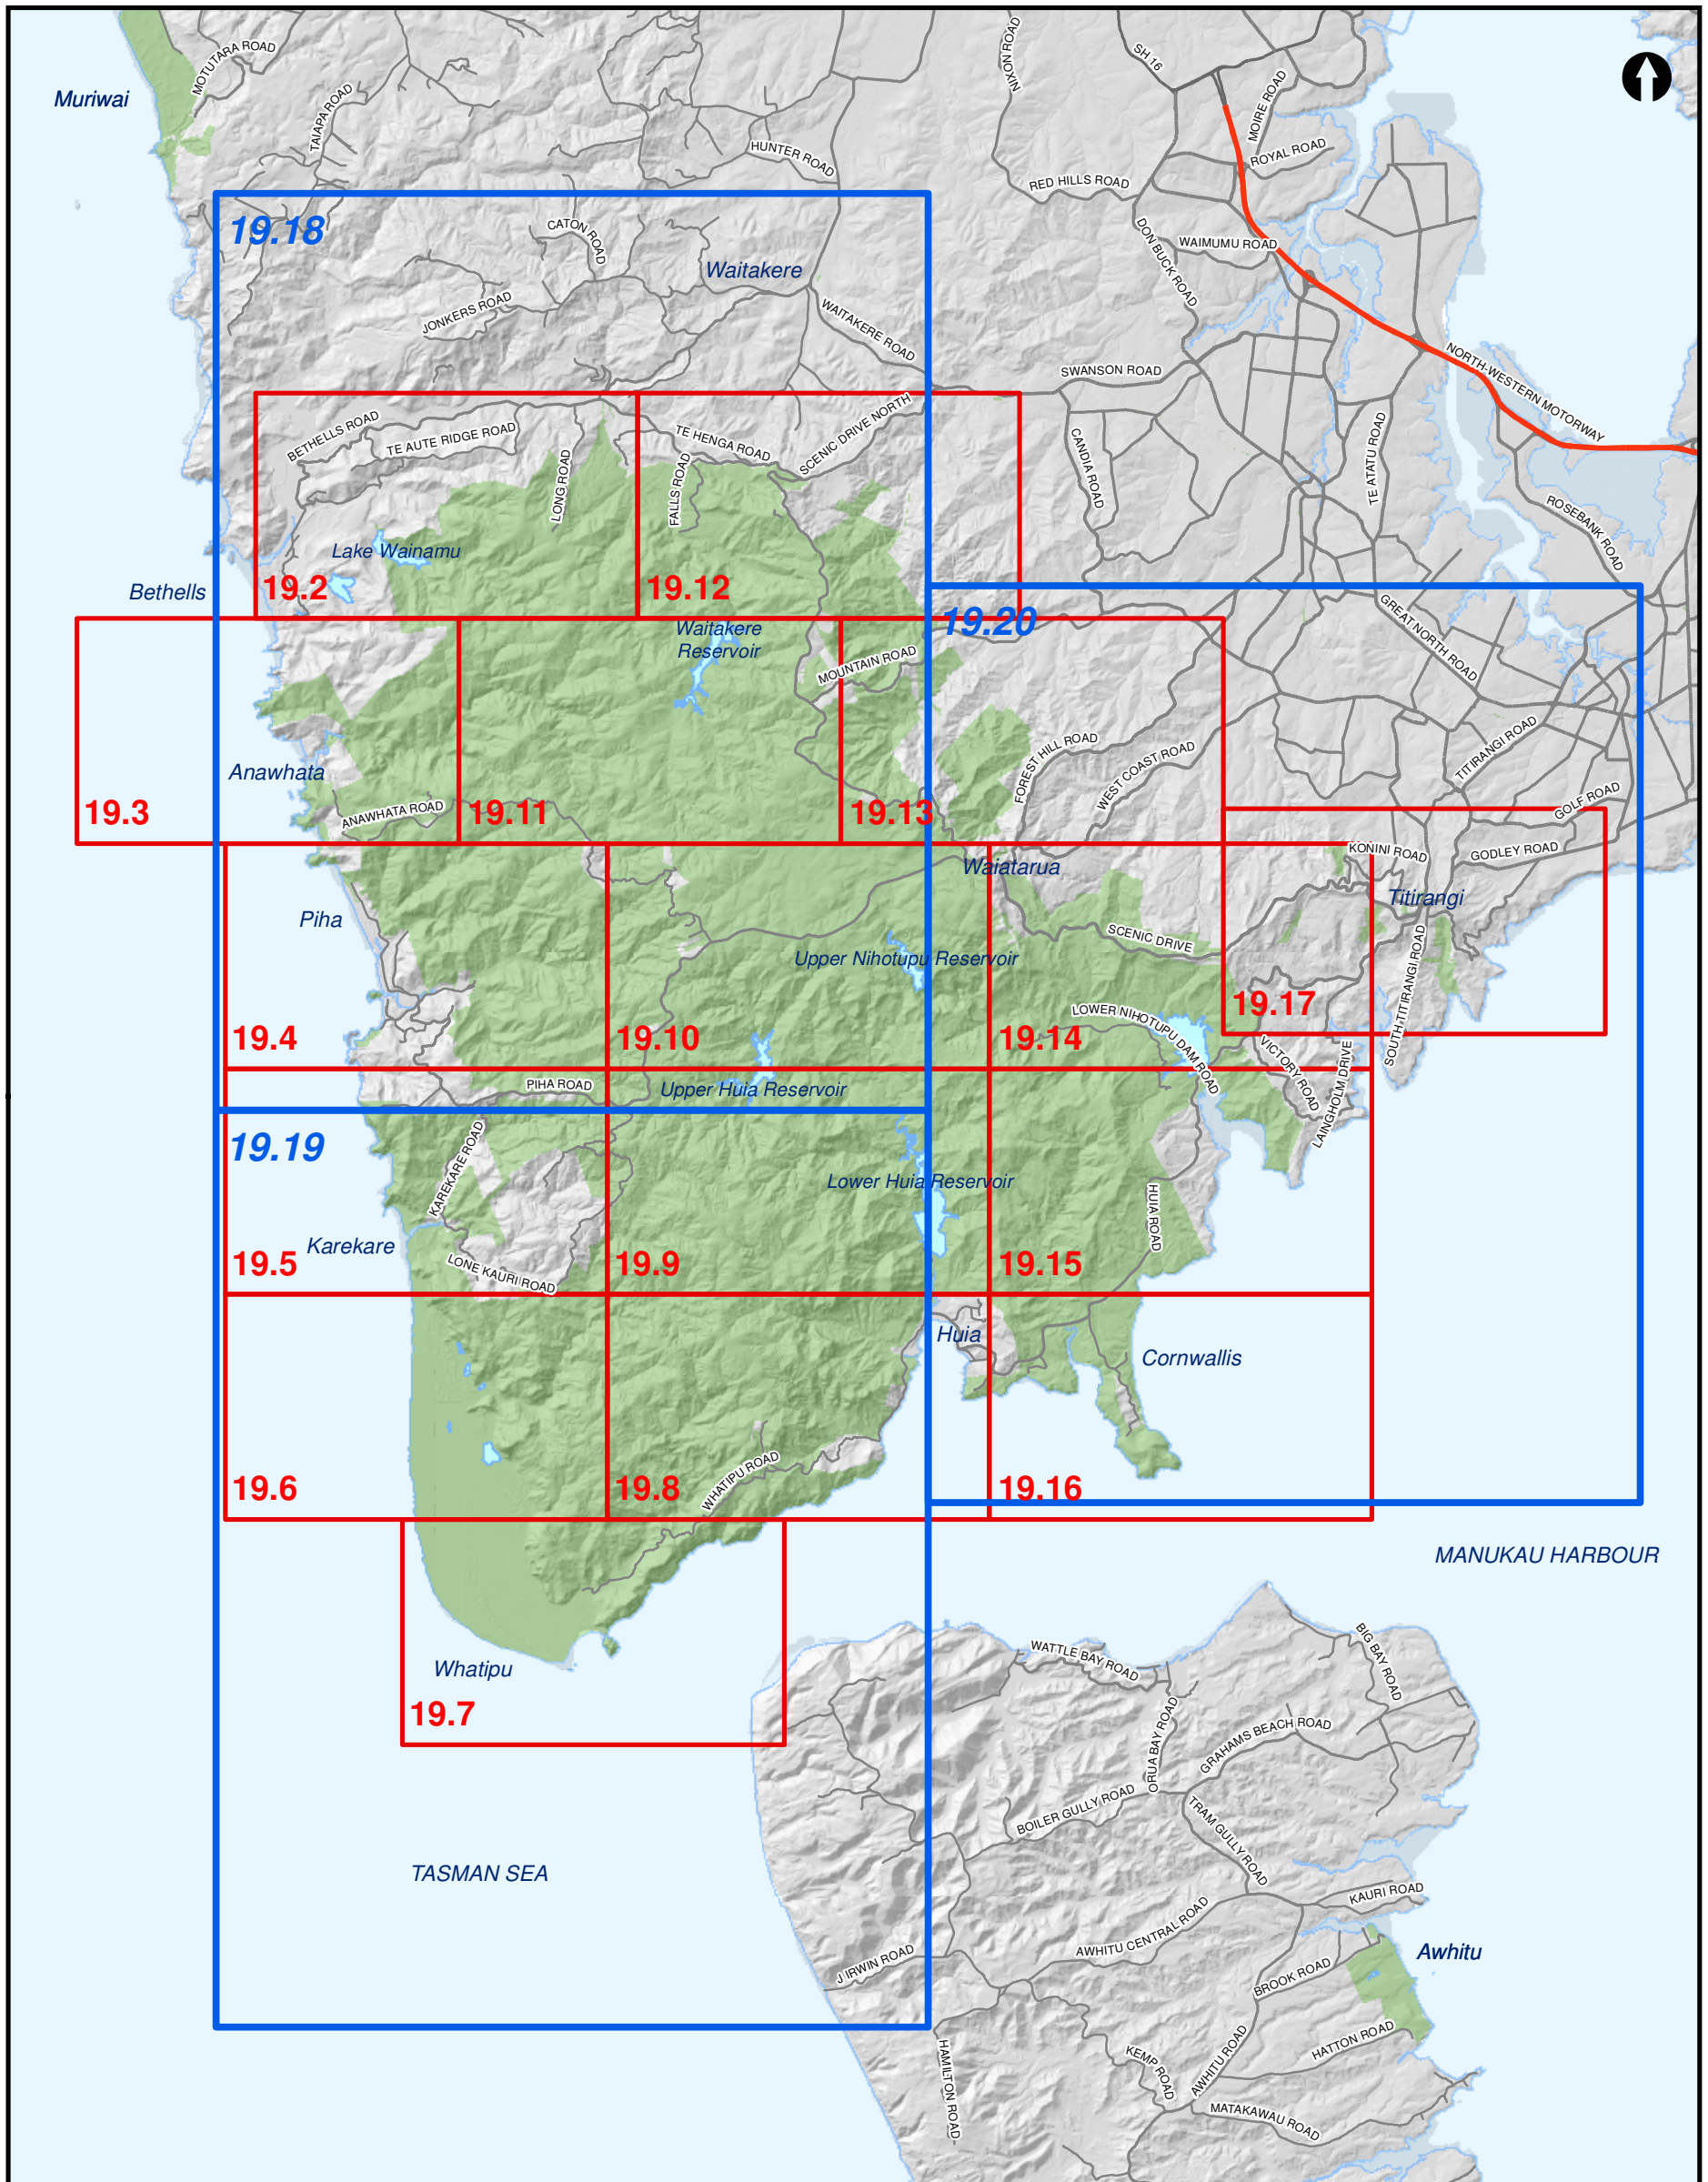 MOTUTARA ROAD
Muriwai
TAIAPA ROAD
NIXON ROAD
SH 16
MOIRE ROAD
ROYAL ROAD
HUNTER ROAD
RED HILLS ROAD
19.18
CATON ROAD
Waitakere
DON BUCK ROAD
WAIMUMU ROAD
JONKERS ROAD
WAITAKERE ROAD
SWANSON ROAD
NORTH-WESTERN MOTORWAY
BETHELLS ROAD
TE AUTE RIDGE ROAD
LONG ROAD
TE HENGA ROAD
FALLS ROAD
SCENIC DRIVE NORTH
CANDIA ROAD
TE ATATU ROAD
ROSEBANK ROAD
Lake Wainamu
Bethells
19.2
19.12
19.20
GREAT NORTH ROAD
Waitakere
Reservoir
MOUNTAIN ROAD
FOREST HILL ROAD
WEST COAST ROAD
TITIRANGI ROAD
Anawhata
ANAWHATA ROAD
19.3
19.11
19.13
GOLF ROAD
KONINI ROAD
GODLEY ROAD
Waiatarua
Titirangi
Piha
SCENIC DRIVE
Upper Nihotupu Reservoir
SOUTH TITIRANGI ROAD
19.17
LOWER NIHOTUPU DAM ROAD
19.4
19.10
19.14
VICTORY ROAD
LAINGHOLM DRIVE
PIHA ROAD
Upper Huia Reservoir
19.19
KAREKARE ROAD
Lower Huia Reservoir
HUIA ROAD
Karekare
19.5
LONE KAURI ROAD
19.9
19.15
Huia
Cornwallis
19.6
19.8
WHATIPU ROAD
19.16
MANUKAU HARBOUR
Whatipu
19.7
WATTLE BAY ROAD
BIG BAY ROAD
ORUA BAY ROAD
GRAHAMS BEACH ROAD
BOILER GULLY ROAD
TRAM GULLY ROAD
TASMAN SEA
KAURI ROAD
AWHITU CENTRAL ROAD
Awhitu
J IRWIN ROAD
BROOK ROAD
HATTON ROAD
HAMILTON ROAD
KEMP ROAD
AWHITU ROAD
MATAKAWAU ROAD